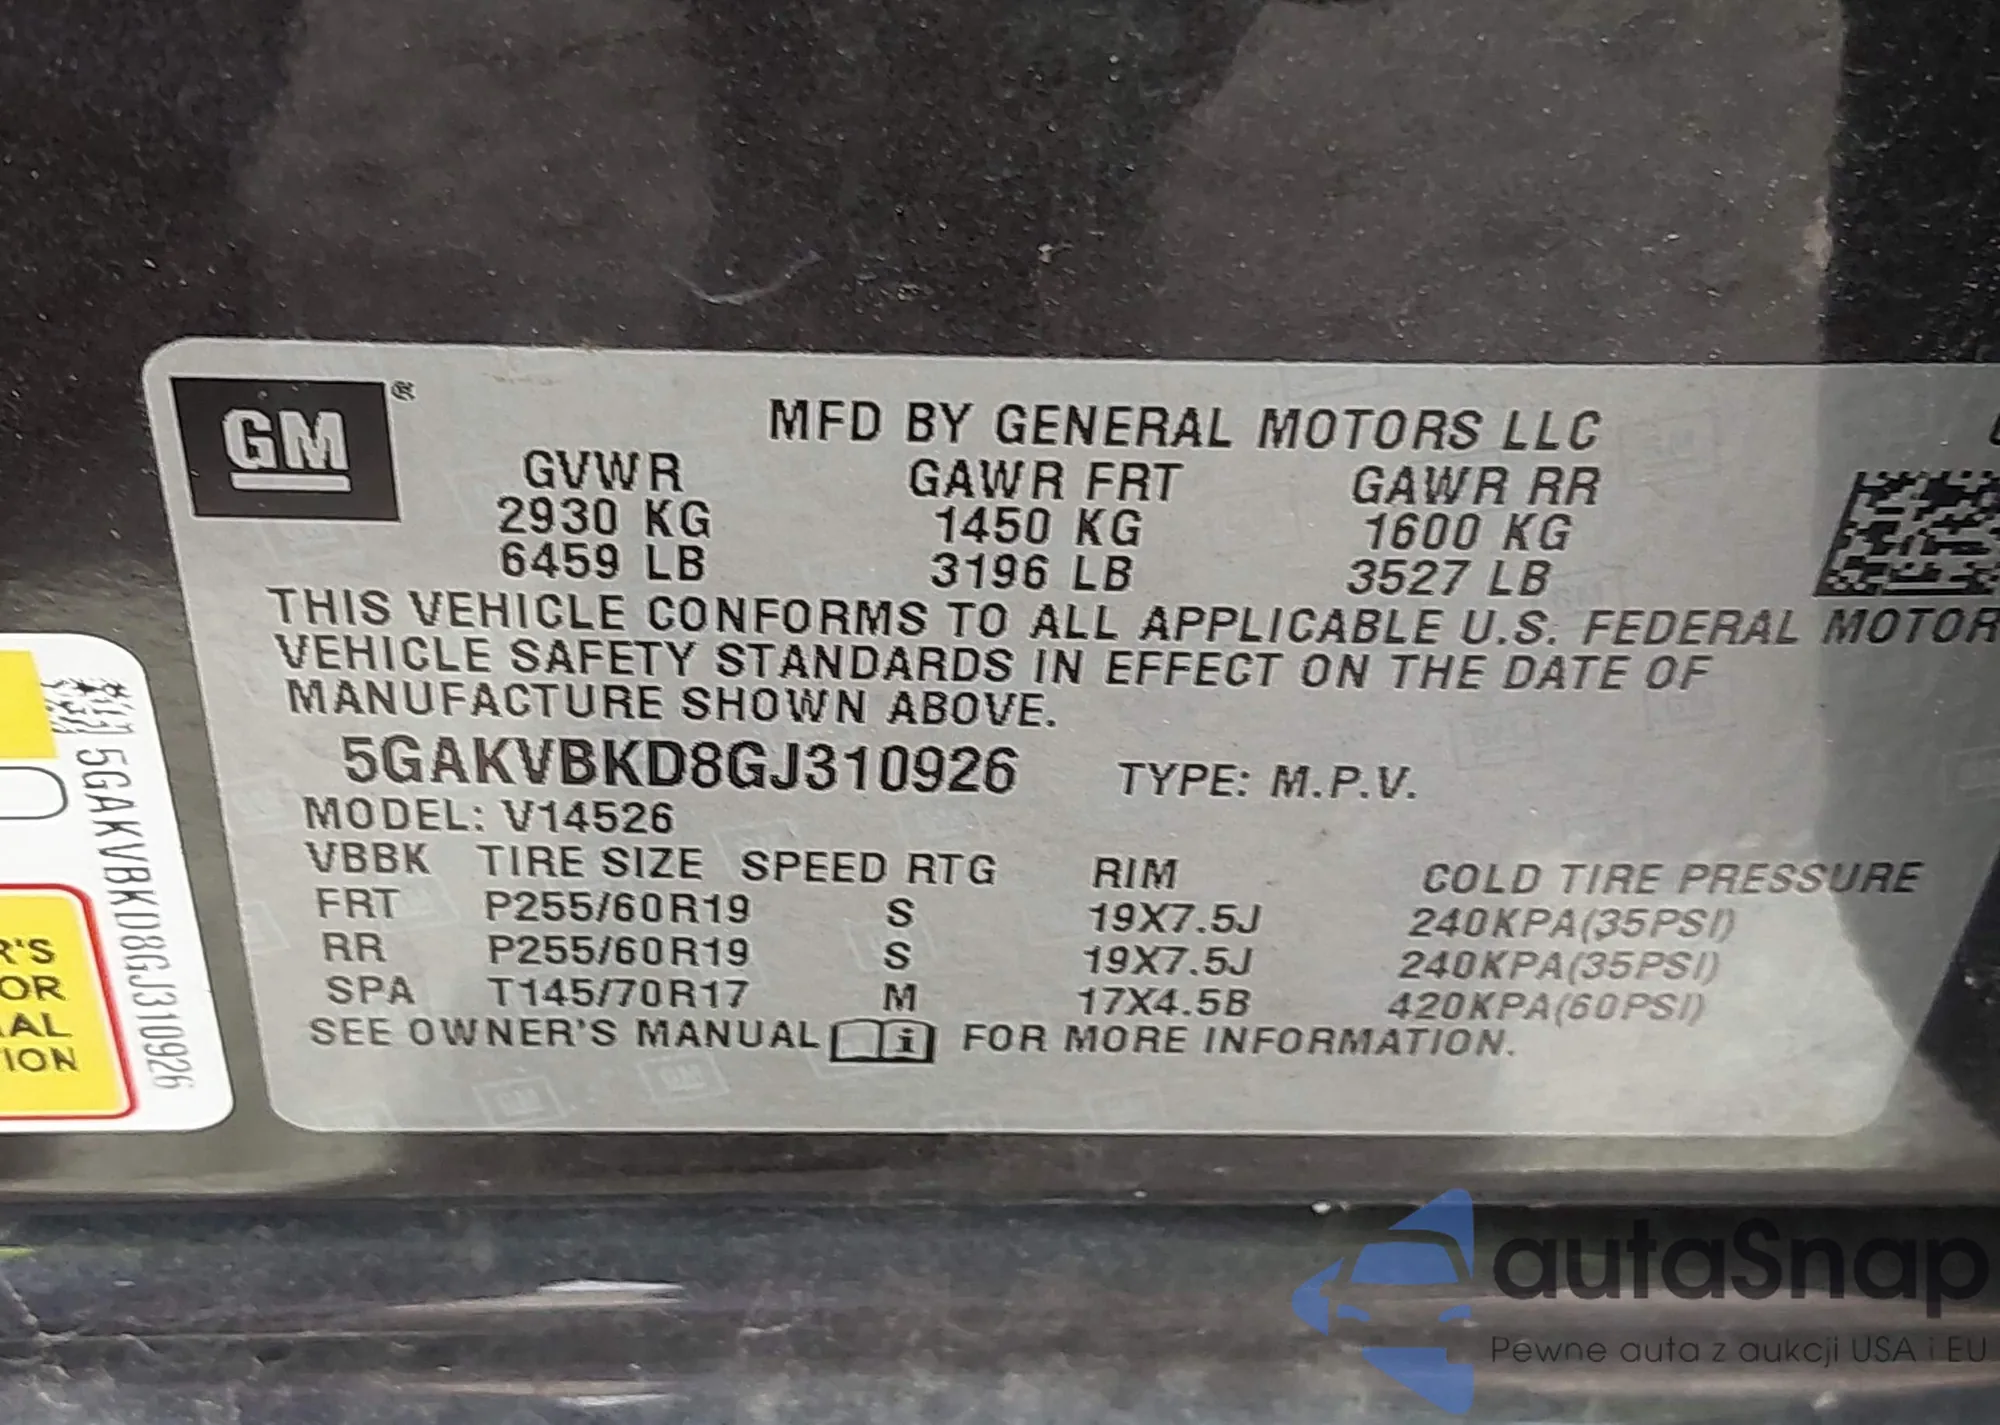 GM ®
MFD BY GENERAL MOTORS LLC
GVWR GAWR FRT GAWR RR
2930 KG 1450 KG 1600 KG
6459 LB 3196 LB 3527 LB
THIS VEHICLE CONFORMS TO ALL APPLICABLE U.S. FEDERAL MOTOR
VEHICLE SAFETY STANDARDS IN EFFECT ON THE DATE OF
MANUFACTURE SHOWN ABOVE.
5GAKVBKD8GJ310926 TYPE: M.P.V.
MODEL: V14526
VBBK TIRE SIZE SPEED RTG RIM COLD TIRE PRESSURE
FRT P255/60R19 S 19X7.5J 240KPA(35PSI)
RR P255/60R19 S 19X7.5J 240KPA(35PSI)
SPA T145/70R17 M 17X4.5B 420KPA(60PSI)
SEE OWNER'S MANUAL i FOR MORE INFORMATION.
5GAKVBKD8GJ310926
R'S
OR
AL
ION
autaSnap
Pewne auta z aukcji USA i EU